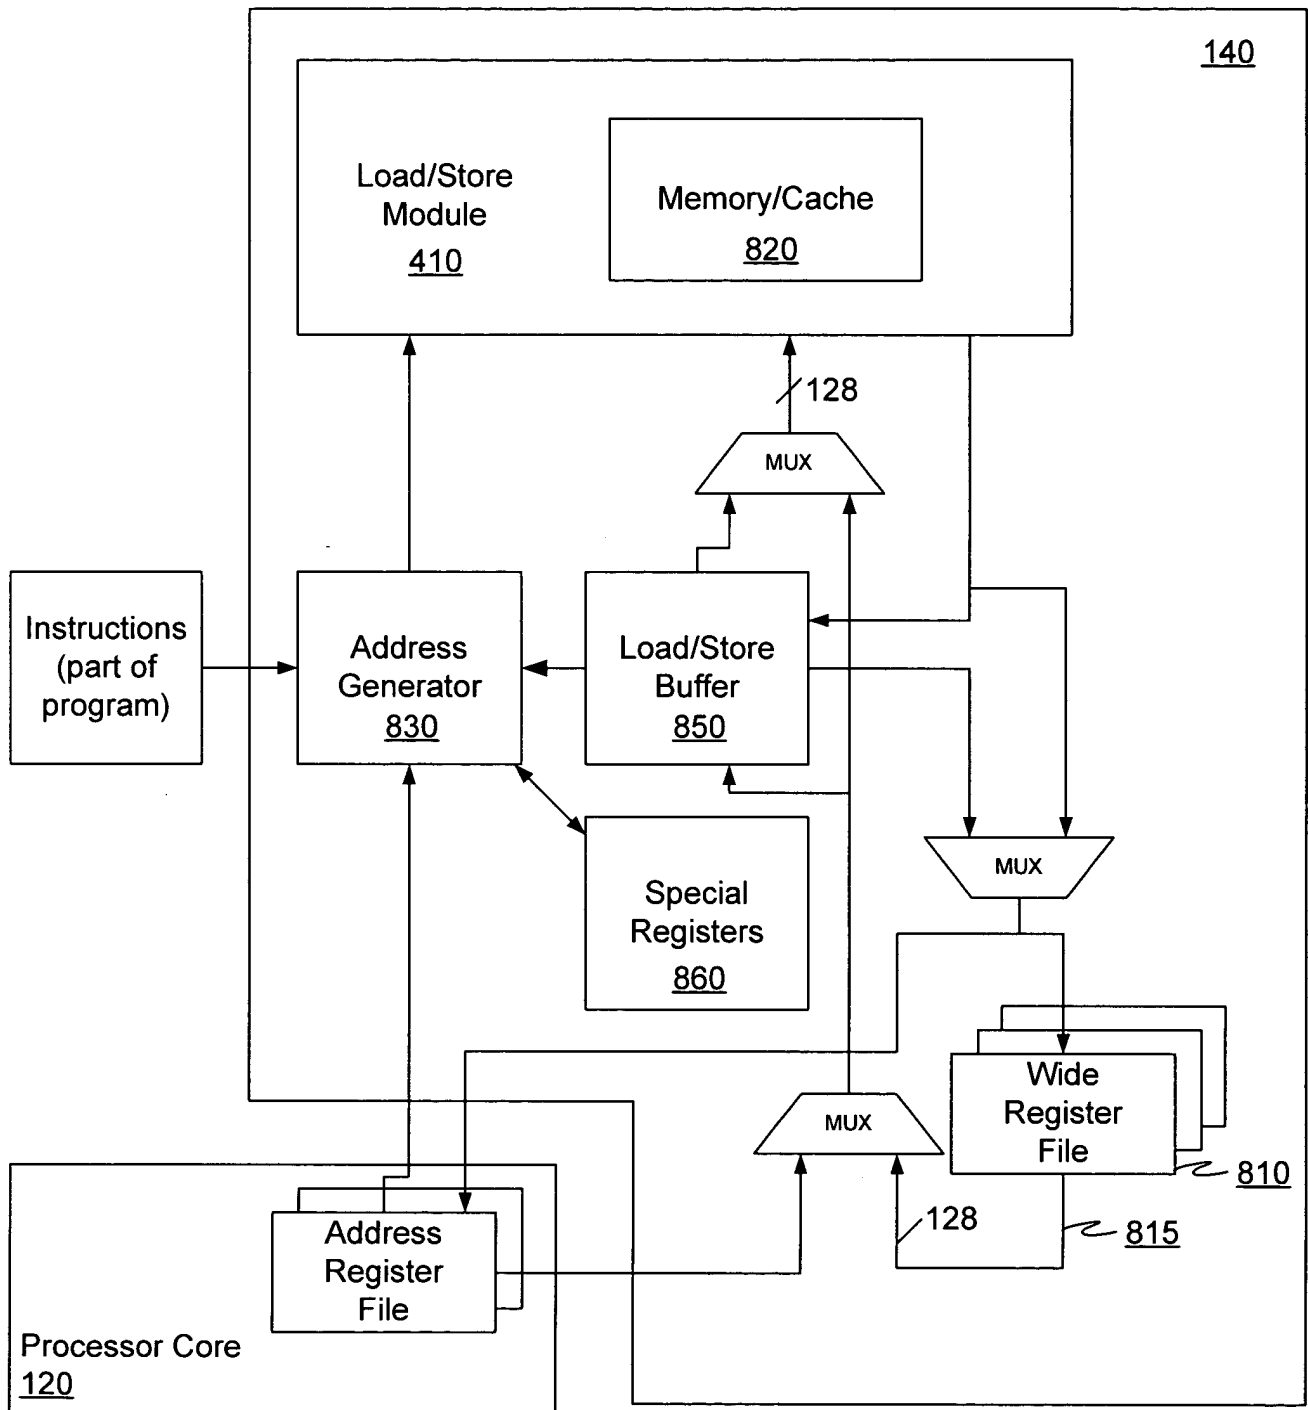 140
Load/Store
Module
410
Memory/Cache
820
128
MUX
Instructions
(part of
program)
Address
Generator
830
Load/Store
Buffer
850
MUX
Special
Registers
860
Wide
Register
File
810
MUX
128
815
Address
Register
File
Processor Core
120